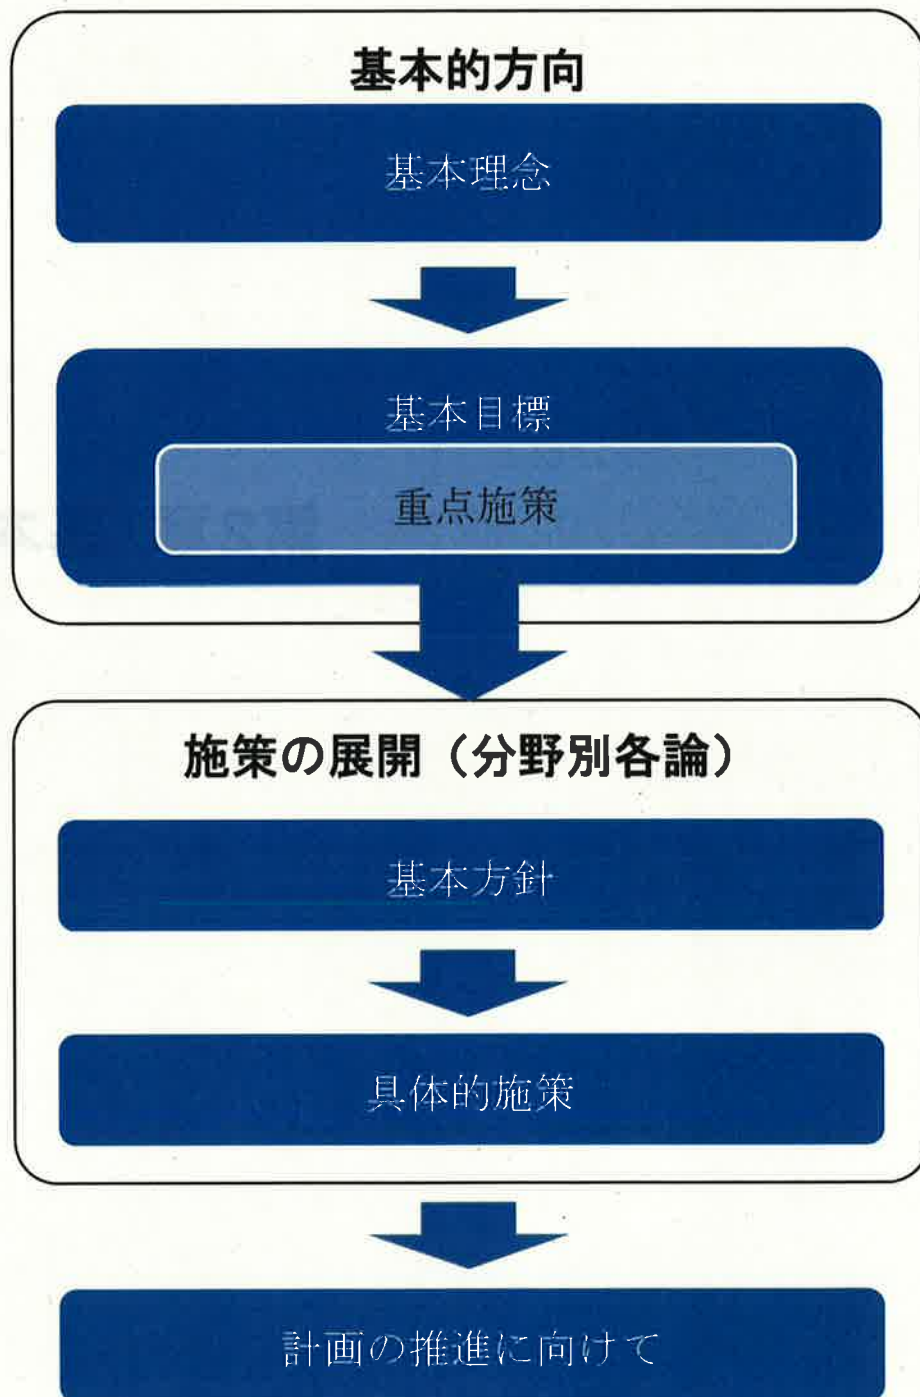 基本的方向
基本理念
基本目標
重点施策
施策の展開（分野別各論）
基本方針
具体的施策
計画の推進に向けて